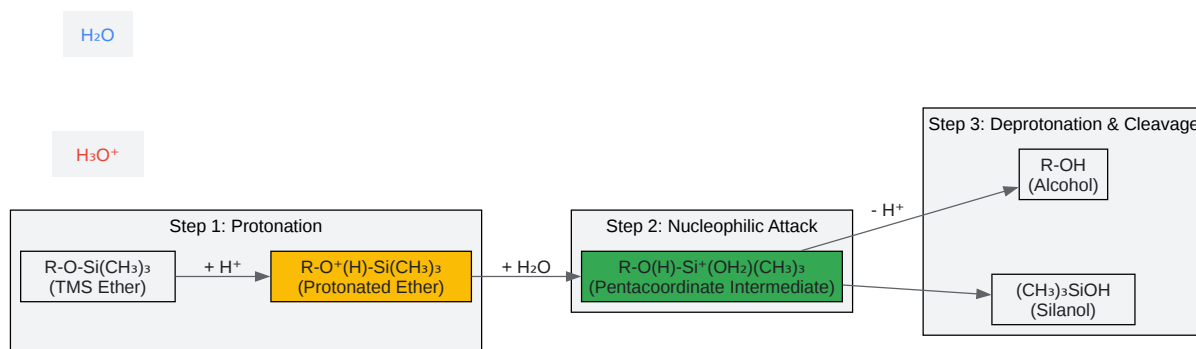 H₂O
H₃O⁺
Step 1: Protonation
R-O-Si(CH₃)₃
(TMS Ether)
+ H⁺
R-O⁺(H)-Si(CH₃)₃
(Protonated Ether)
+ H₂O
Step 2: Nucleophilic Attack
R-O(H)-Si⁺(OH₂)(CH₃)₃
(Pentacoordinate Intermediate)
- H⁺
Step 3: Deprotonation & Cleavage
R-OH
(Alcohol)
(CH₃)₃SiOH
(Silanol)